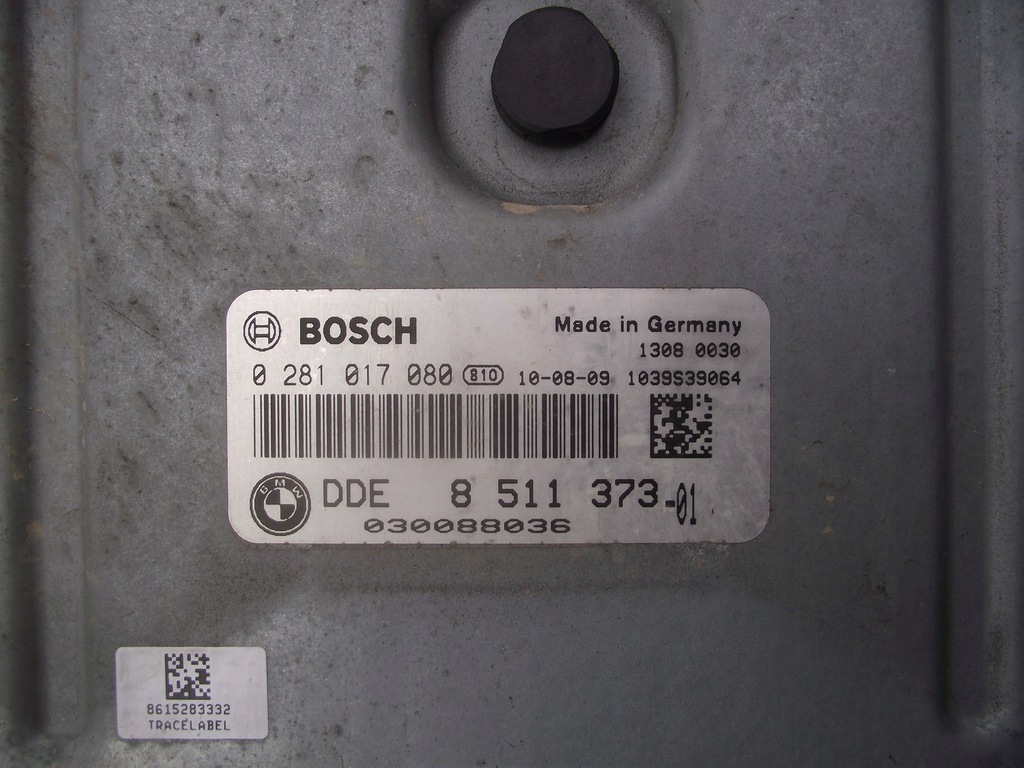 BOSCH Made in Germany
1308 0030
0 281 017 080 810 10-08-09 1039S39064
BMW DDE 8 511 373-01
030088036
8615283332
TRACELABEL